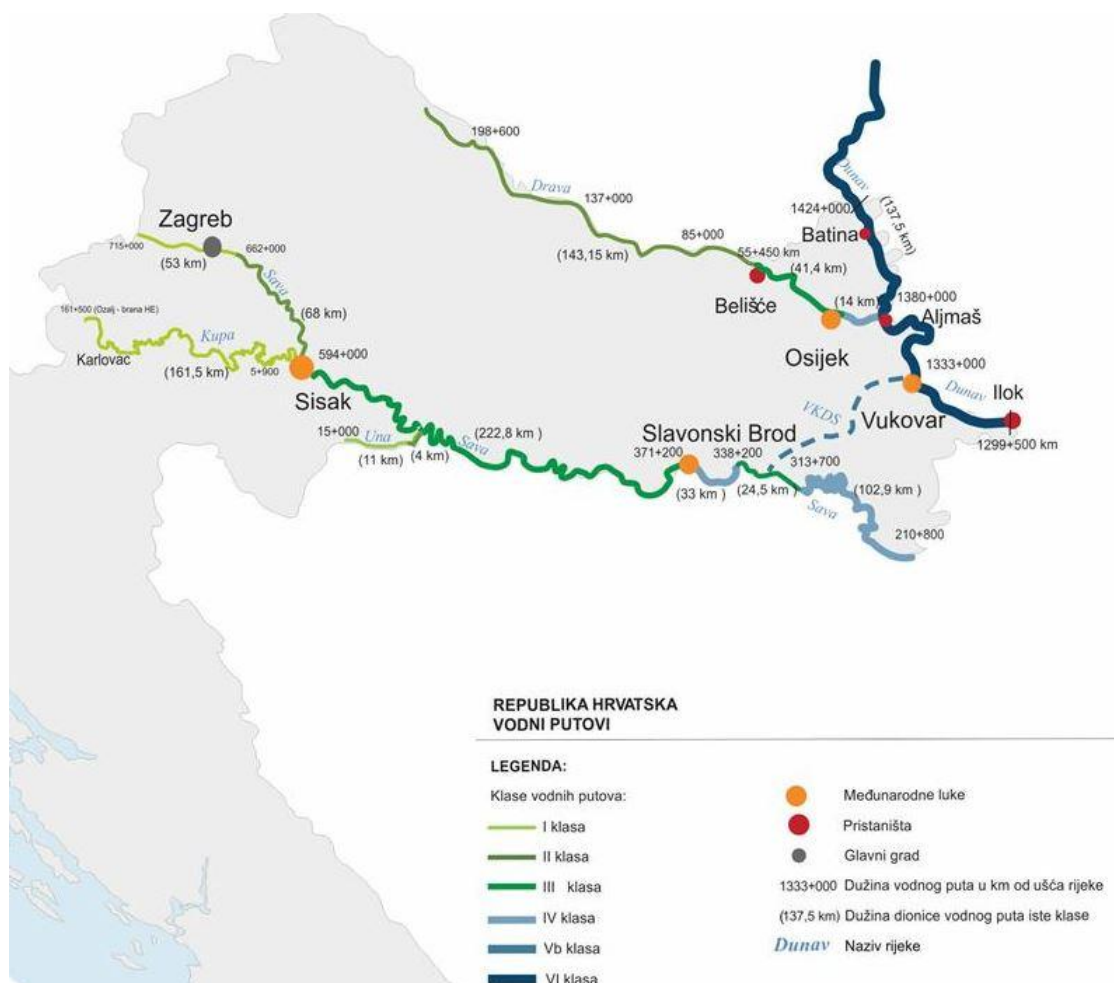 198+600
Drava
137+000
(143,15 km)
85+000
55+450 km
(41,4 km)
Belišće
(14 km)
Osijek
Dunav
(137,5 km)
1424+000
Batina
1380+000
Aljmaš
1333+000
Dunav
Ilok
Vukovar
1299+500 km
VKDS
Zagreb
715+000
(53 km)
662+000
Sava
(68 km)
161+500 (Ozalj - brana HE)
Karlovac
Kupa
(161,5 km)
5+900
594+000
Sisak
15+000
Una
(11 km)
(4 km)
Sava
(222,8 km )
Slavonski Brod
371+200
338+200
(33 km )
(24,5 km )
313+700
(102,9 km )
Sava
210+800
REPUBLIKA HRVATSKA
VODNI PUTOVI
LEGENDA:
Klase vodnih putova:
I klasa
II klasa
III klasa
IV klasa
Vb klasa
VI klasa
Međunarodne luke
Pristaništa
Glavni grad
1333+000 Dužina vodnog puta u km od ušća rijeke
(137,5 km) Dužina dionice vodnog puta iste klase
Dunav Naziv rijeke